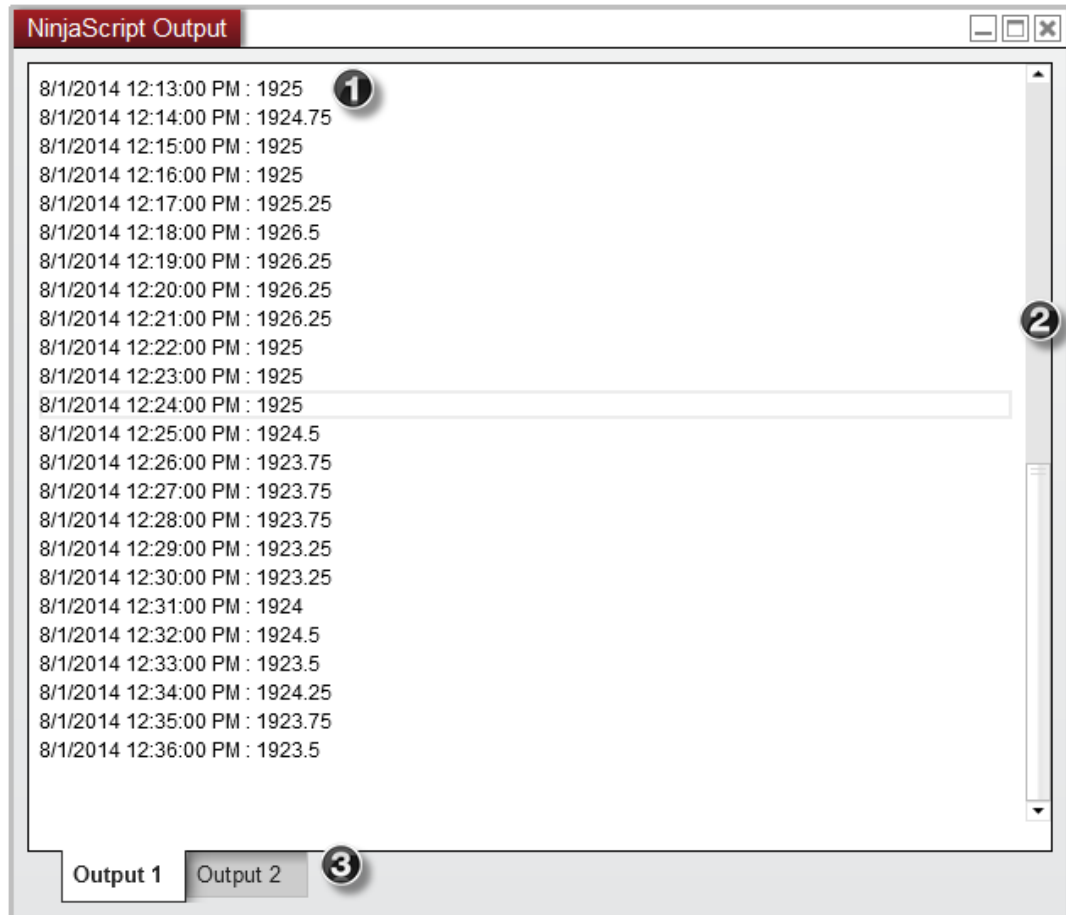 NinjaScript Output
8/1/2014 12:13:00 PM : 1925
1
8/1/2014 12:14:00 PM : 1924.75
8/1/2014 12:15:00 PM : 1925
8/1/2014 12:16:00 PM : 1925
8/1/2014 12:17:00 PM : 1925.25
8/1/2014 12:18:00 PM : 1926.5
8/1/2014 12:19:00 PM : 1926.25
8/1/2014 12:20:00 PM : 1926.25
8/1/2014 12:21:00 PM : 1926.25
2
8/1/2014 12:22:00 PM : 1925
8/1/2014 12:23:00 PM : 1925
8/1/2014 12:24:00 PM : 1925
8/1/2014 12:25:00 PM : 1924.5
8/1/2014 12:26:00 PM : 1923.75
8/1/2014 12:27:00 PM : 1923.75
8/1/2014 12:28:00 PM : 1923.75
8/1/2014 12:29:00 PM : 1923.25
8/1/2014 12:30:00 PM : 1923.25
8/1/2014 12:31:00 PM : 1924
8/1/2014 12:32:00 PM : 1924.5
8/1/2014 12:33:00 PM : 1923.5
8/1/2014 12:34:00 PM : 1924.25
8/1/2014 12:35:00 PM : 1923.75
8/1/2014 12:36:00 PM : 1923.5
Output 1 Output 2 3